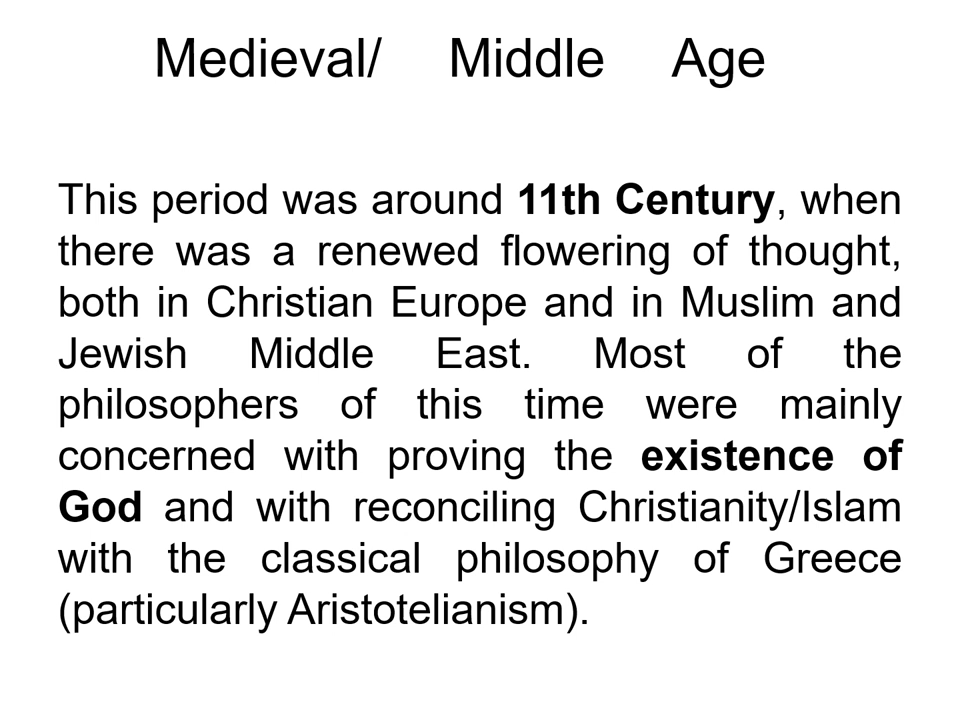 Medieval/ Middle Age
This period was around 11th Century, when
there was a renewed flowering of thought,
both in Christian Europe and in Muslim and
Jewish Middle East. Most of the
philosophers of this time were mainly
concerned with proving the existence of
God and with reconciling Christianity/Islam
with the classical philosophy of Greece
(particularly Aristotelianism).